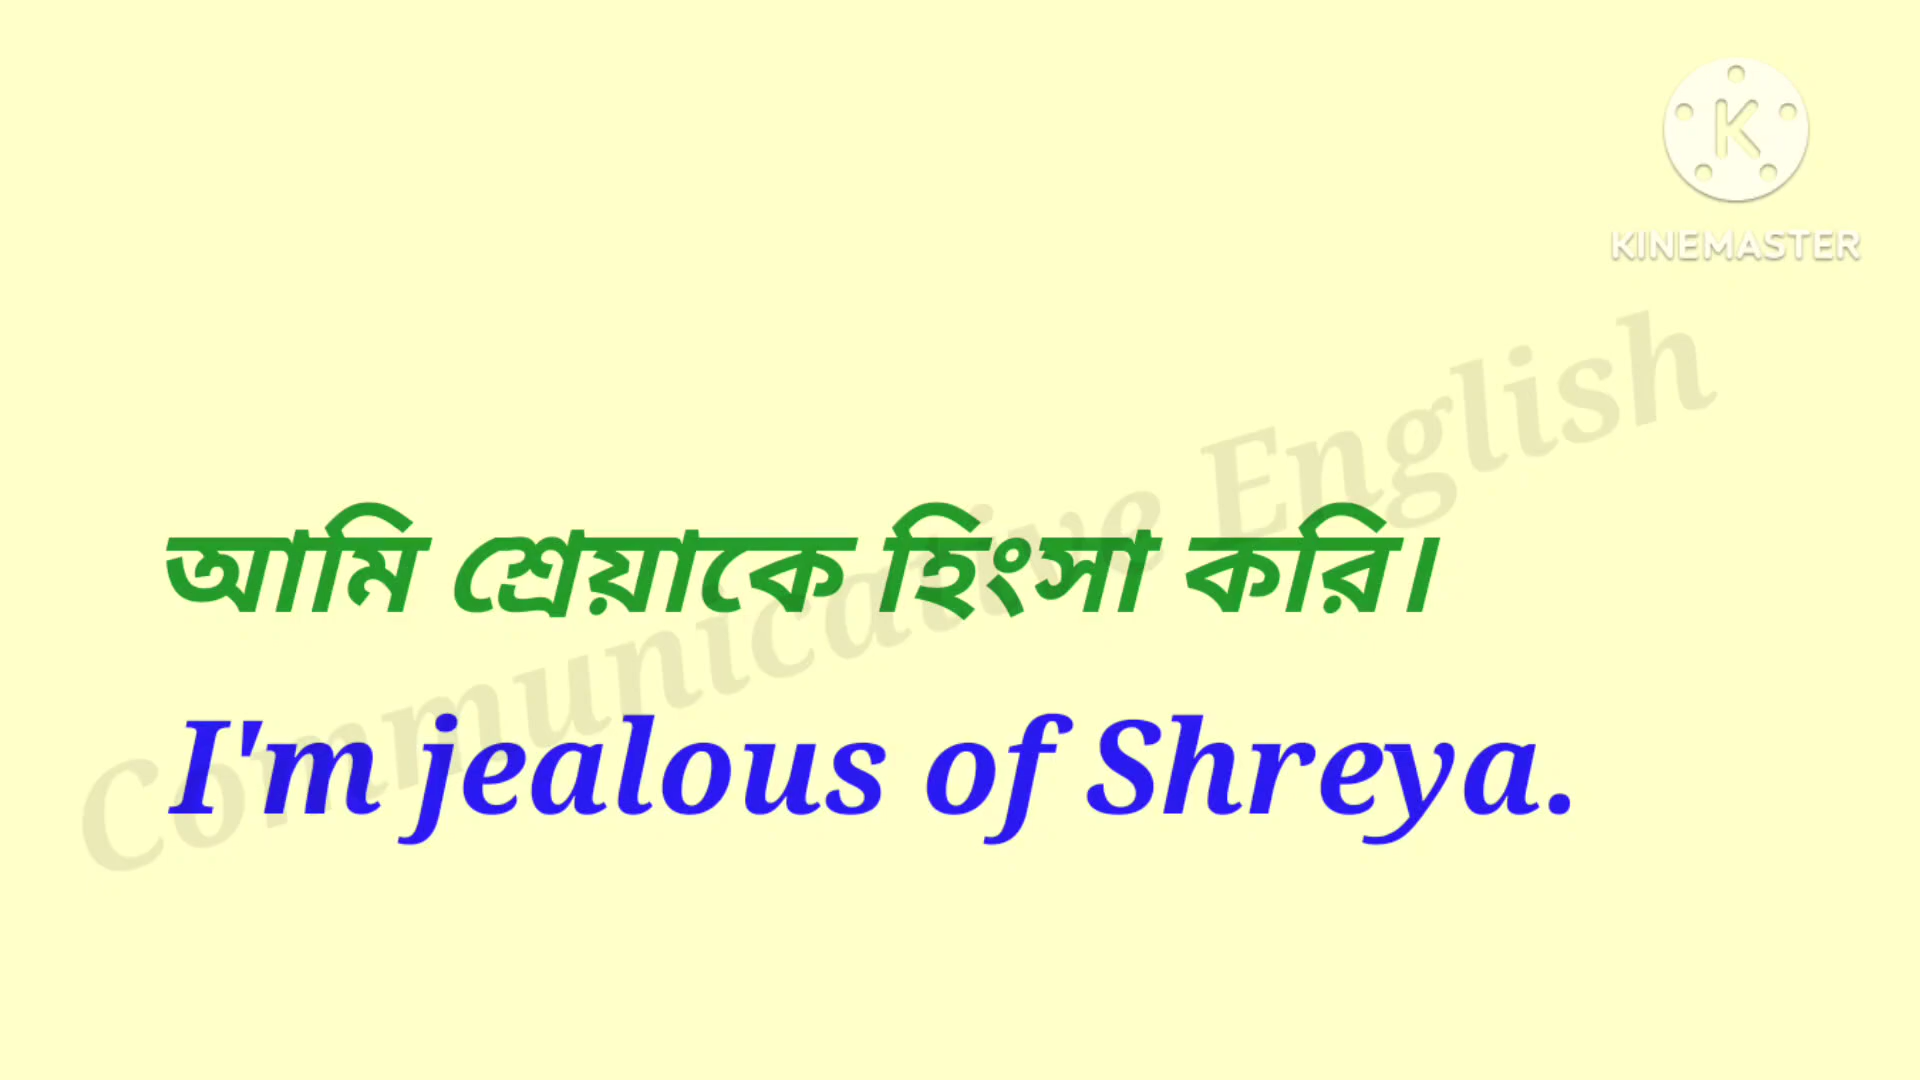 K
KINEMASTER
Communicative English
আমি শ্রেয়াকে হিংসা করি।
I'm jealous of Shreya.